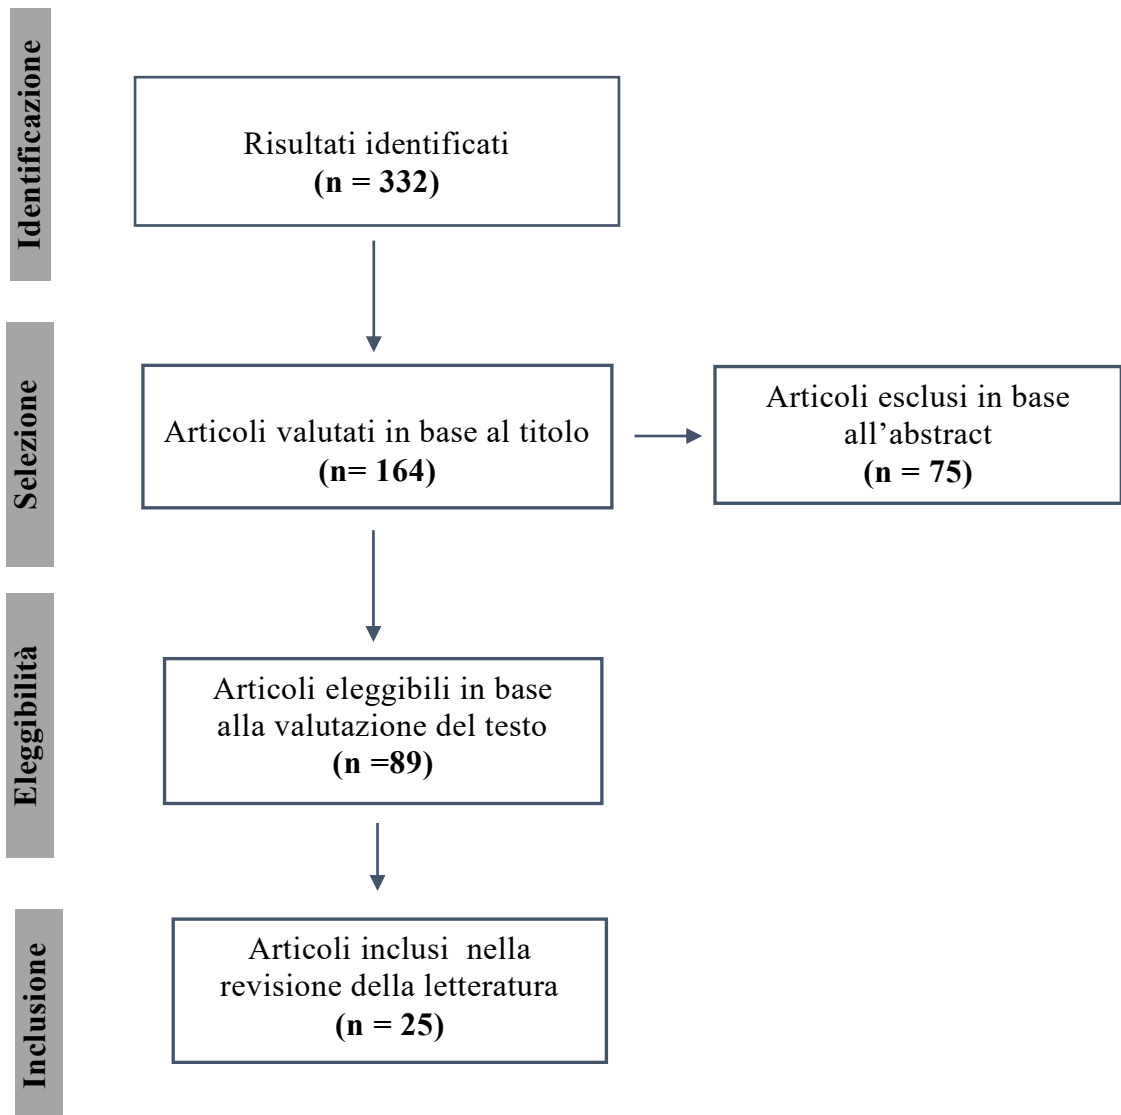 Identificazione
Risultati identificati
(n = 332)
Selezione
Articoli valutati in base al titolo
(n= 164)
Articoli esclusi in base
all’abstract
(n = 75)
Eleggibilità
Articoli eleggibili in base
alla valutazione del testo
(n =89)
Inclusione
Articoli inclusi  nella
revisione della letteratura
(n = 25)